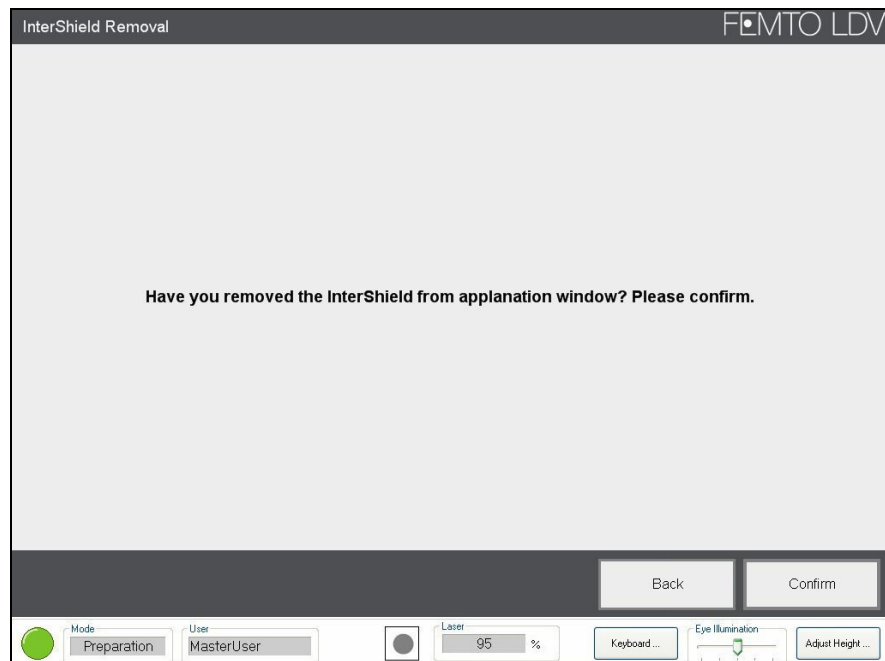 InterShield Removal
FEMTO LDV
Have you removed the InterShield from applanation window? Please confirm.
Back
Confirm
Mode
Preparation
User
MasterUser
Laser
95 %
Keyboard ...
Eye Illumination
Adjust Height ...